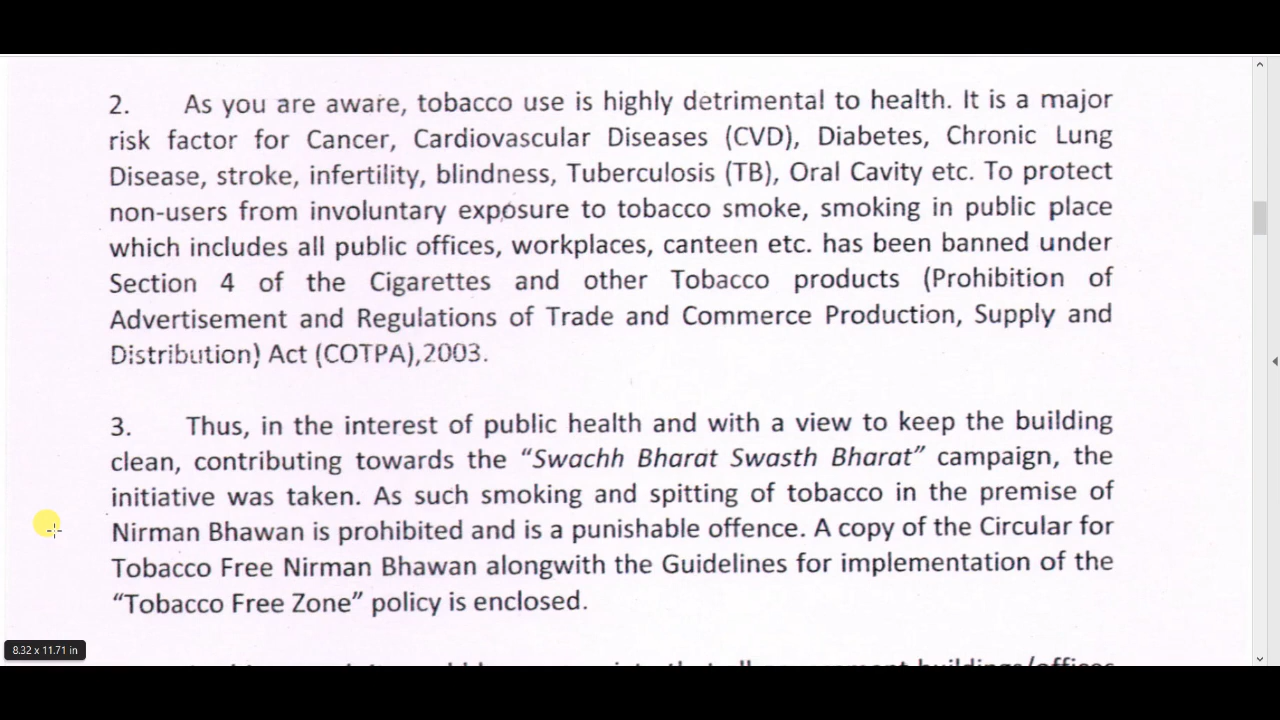 2. As you are aware, tobacco use is highly detrimental to health. It is a major
risk factor for Cancer, Cardiovascular Diseases (CVD), Diabetes, Chronic Lung
Disease, stroke, infertility, blindness, Tuberculosis (TB), Oral Cavity etc. To protect
non-users from involuntary exposure to tobacco smoke, smoking in public place
which includes all public offices, workplaces, canteen etc. has been banned under
Section 4 of the Cigarettes and other Tobacco products (Prohibition of
Advertisement and Regulations of Trade and Commerce Production, Supply and
Distribution) Act (COTPA),2003.
3. Thus, in the interest of public health and with a view to keep the building
clean, contributing towards the “Swachh Bharat Swasth Bharat” campaign, the
initiative was taken. As such smoking and spitting of tobacco in the premise of
Nirman Bhawan is prohibited and is a punishable offence. A copy of the Circular for
Tobacco Free Nirman Bhawan alongwith the Guidelines for implementation of the
“Tobacco Free Zone” policy is enclosed.
8.32 x 11.71 in